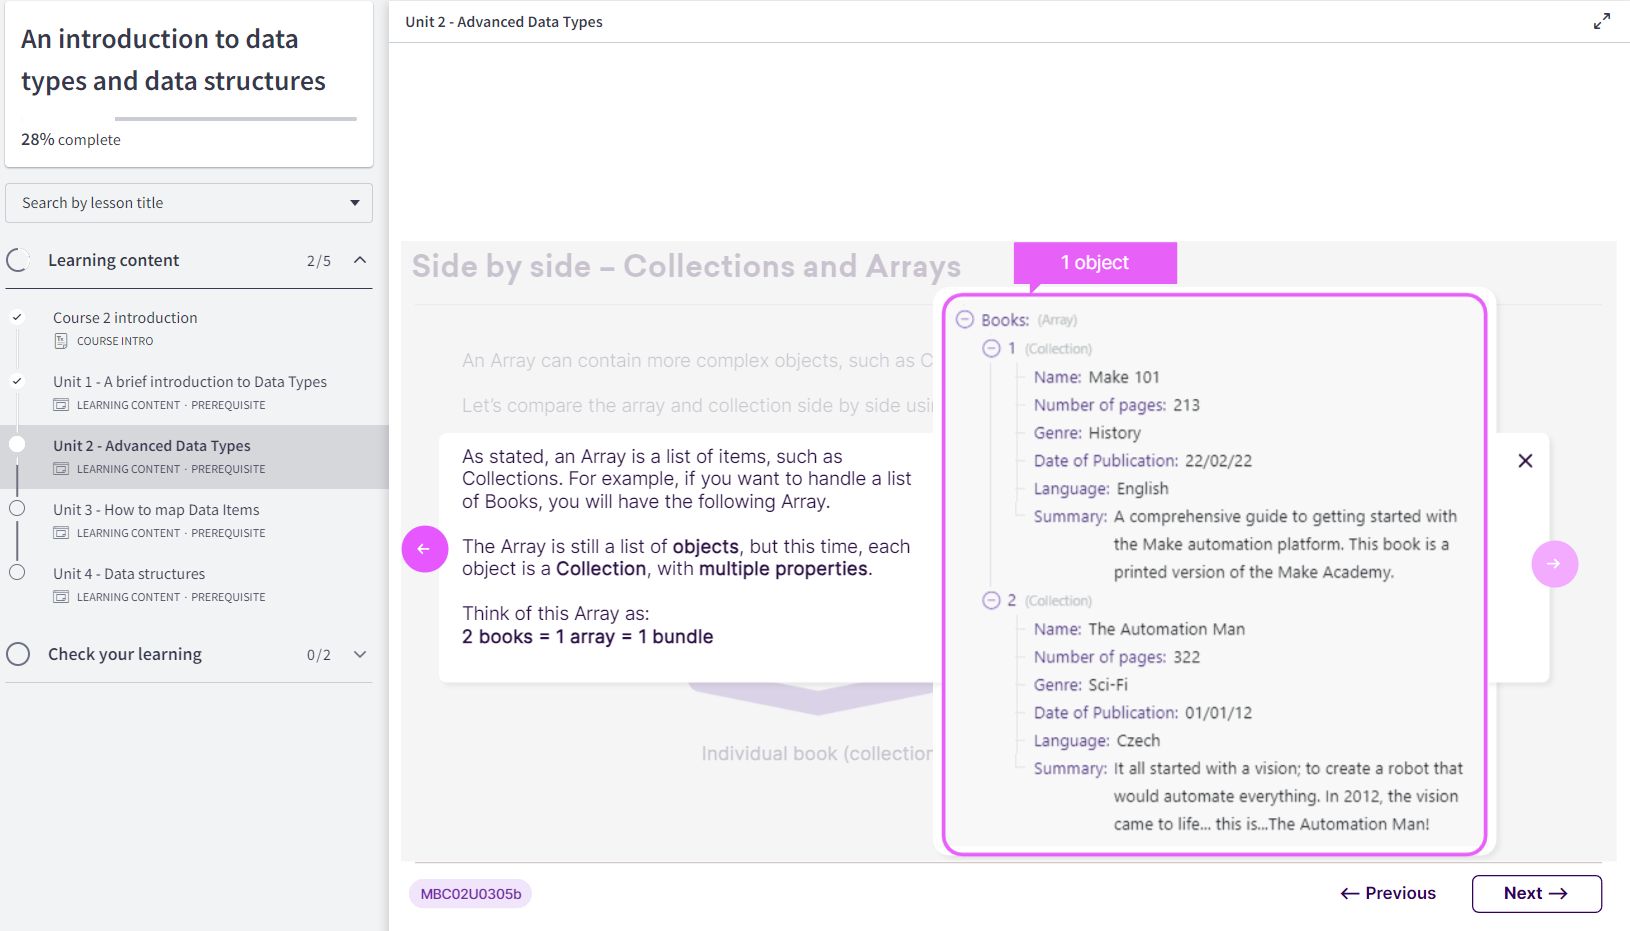 An introduction to data
types and data structures
28% complete
Search by lesson title
Learning content 2/5
Course 2 introduction
COURSE INTRO
Unit 1 - A brief introduction to Data Types
LEARNING CONTENT · PREREQUISITE
Unit 2 - Advanced Data Types
LEARNING CONTENT · PREREQUISITE
Unit 3 - How to map Data Items
LEARNING CONTENT · PREREQUISITE
Unit 4 - Data structures
LEARNING CONTENT · PREREQUISITE
Check your learning 0/2
Unit 2 - Advanced Data Types
Side by side – Collections and Arrays
1 object
An Array can contain more complex objects, such as C
Let's compare the array and collection side by side usi
As stated, an Array is a list of items, such as
Collections. For example, if you want to handle a list
of Books, you will have the following Array.
The Array is still a list of objects, but this time, each
object is a Collection, with multiple properties.
Think of this Array as:
2 books = 1 array = 1 bundle
Individual book (collection
Books: (Array)
1 (Collection)
Name: Make 101
Number of pages: 213
Genre: History
Date of Publication: 22/02/22
Language: English
Summary: A comprehensive guide to getting started with
the Make automation platform. This book is a
printed version of the Make Academy.
2 (Collection)
Name: The Automation Man
Number of pages: 322
Genre: Sci-Fi
Date of Publication: 01/01/12
Language: Czech
Summary: It all started with a vision; to create a robot that
would automate everything. In 2012, the vision
came to life... this is...The Automation Man!
MBC02U0305b
← Previous
Next →